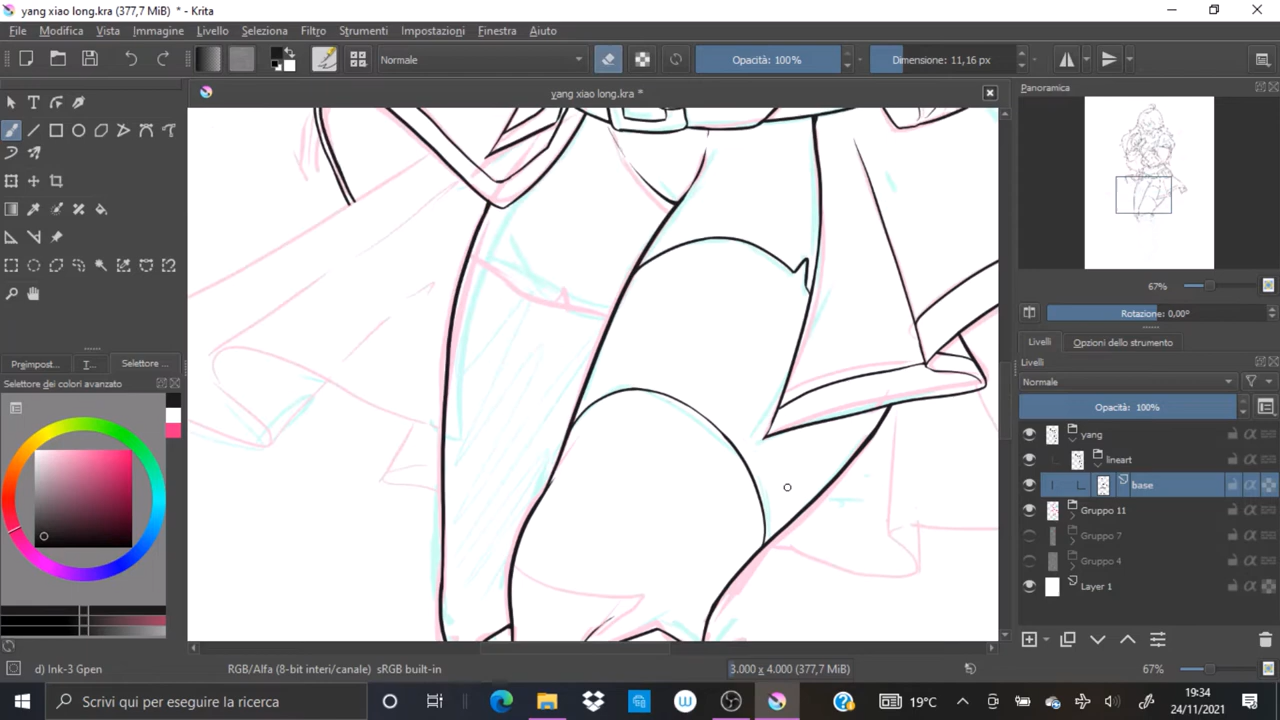 yang xiao long.kra (377,7 MiB) * - Krita
File Modifica Vista Immagine Livello Seleziona Filtro Strumenti Impostazioni Finestra Aiuto
Normale
Opacità: 100%
Dimensione: 11,16 px
yang xiao long.kra *
Panoramica
67%
Rotazione: 0,00°
Preimpost...
T...
Selettore ...
Selettore dei colori avanzato
Livelli
Opzioni dello strumento
Livelli
Normale
Opacità: 100%
yang
lineart
base
Gruppo 11
Gruppo 7
Gruppo 4
Layer 1
d) Ink-3 Gpen
RGB/Alfa (8-bit interi/canale) sRGB built-in
3.000 x 4.000 (377,7 MiB)
67%
Scrivi qui per eseguire la ricerca
19°C
19:34
24/11/2021